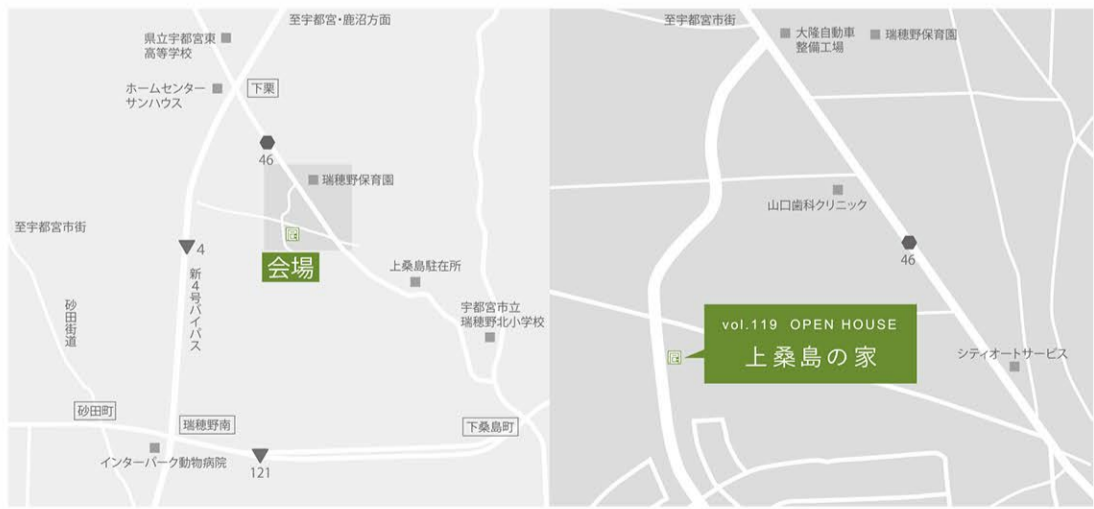 至宇都宮・鹿沼方面
県立宇都宮東
高等学校
ホームセンター
サンハウス
下栗
46
瑞穂野保育園
至宇都宮市街
4
新4号バイパス
会場
上桑島駐在所
砂田街道
宇都宮市立
瑞穂野北小学校
砂田町
瑞穂野南
下桑島町
インターパーク動物病院
121
至宇都宮市街
大隆自動車
整備工場
瑞穂野保育園
山口歯科クリニック
46
vol.119 OPEN HOUSE
上桑島の家
シティオートサービス